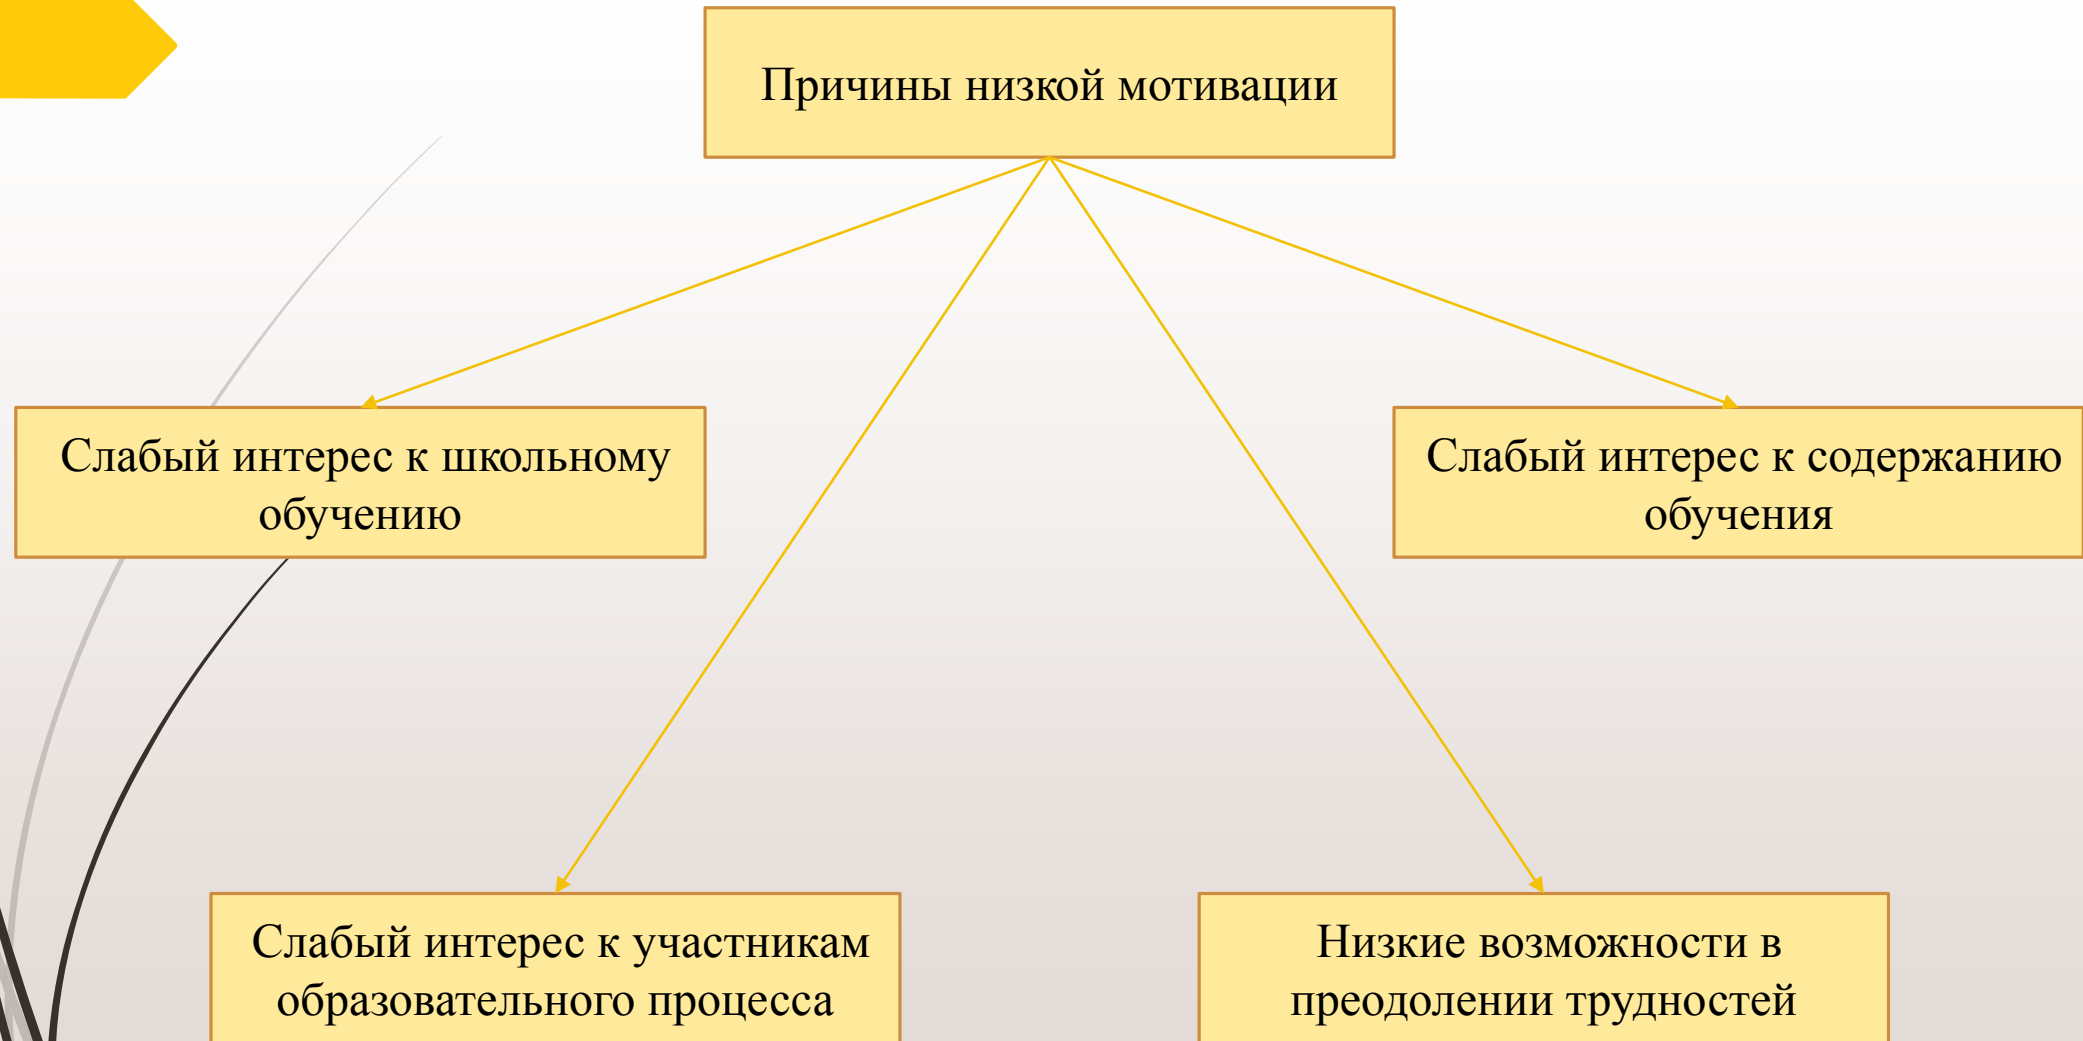 Причины низкой мотивации
Слабый интерес к школьному
обучению
Слабый интерес к содержанию
обучения
Слабый интерес к участникам
образовательного процесса
Низкие возможности в
преодолении трудностей